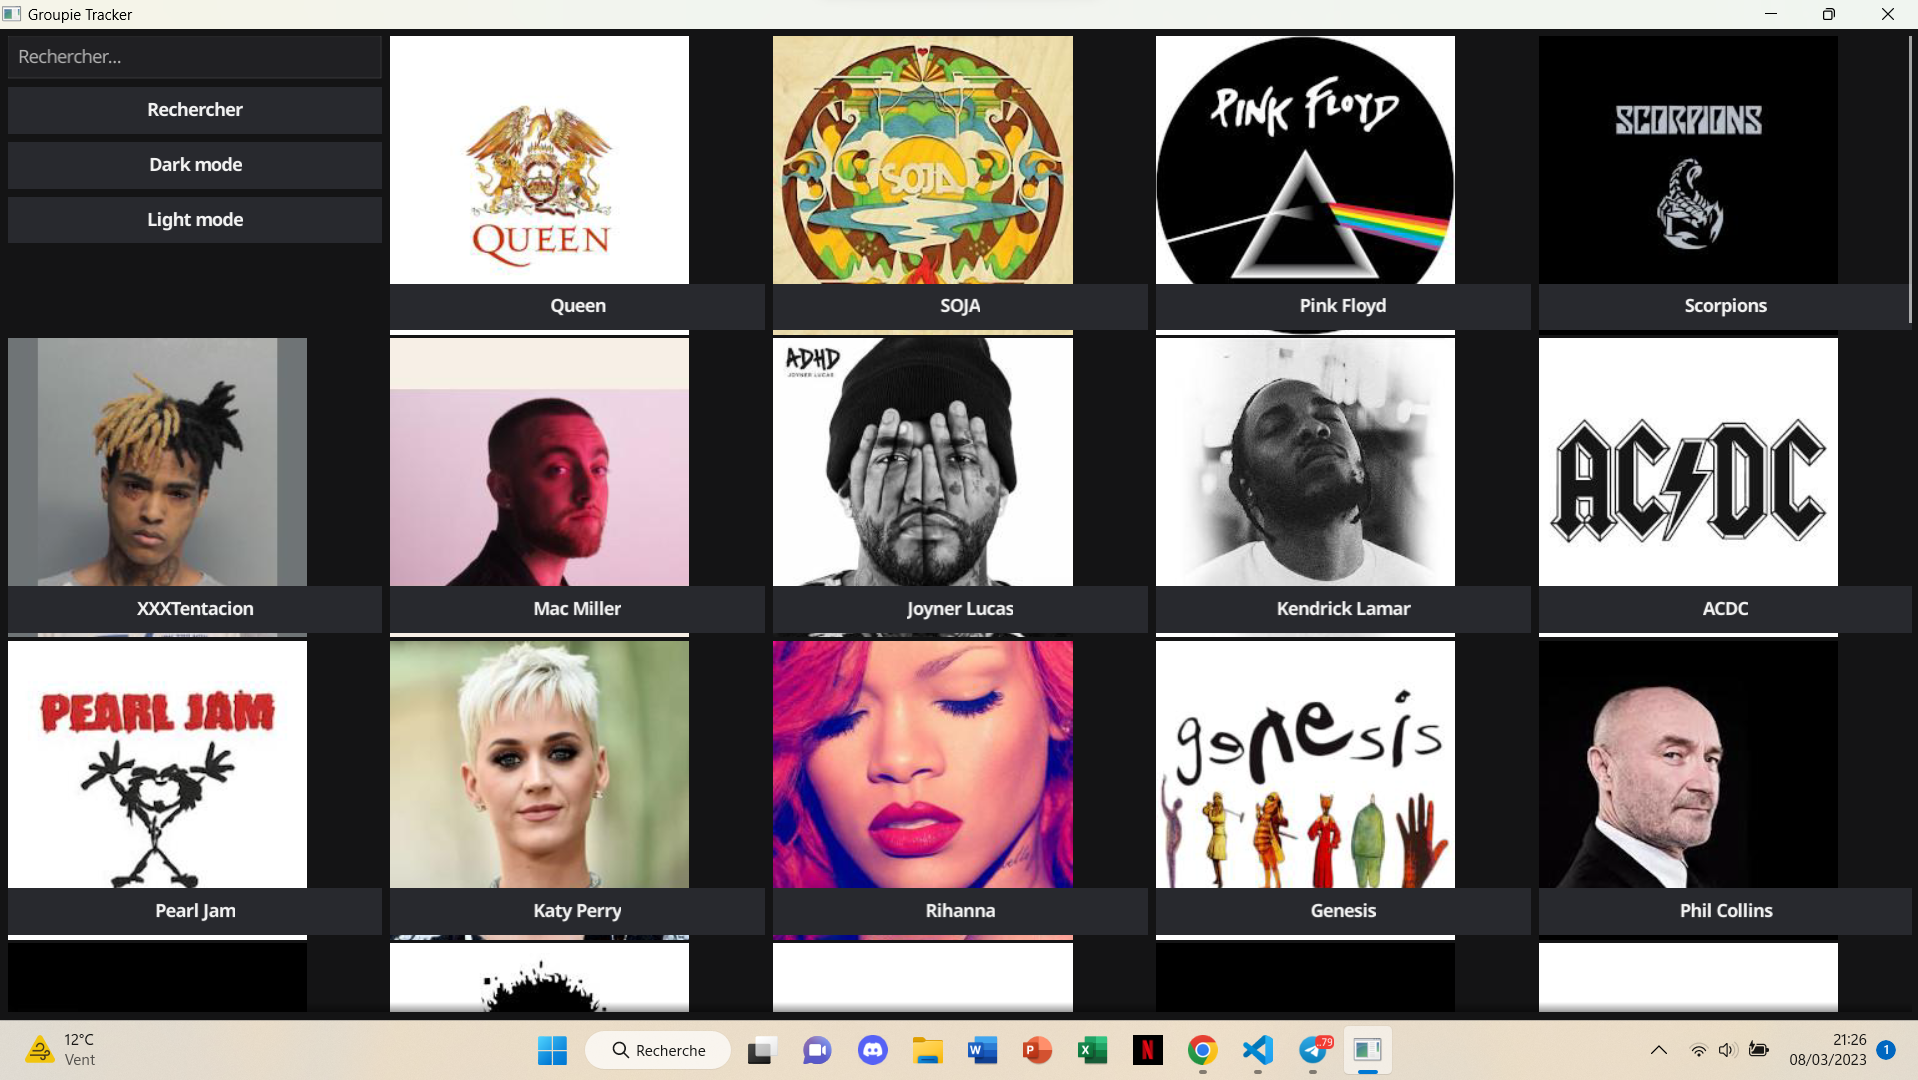 Groupie Tracker
Rechercher...
Rechercher
Dark mode
Light mode
QUEEN
Queen
SOJA
SOJA
PINK FLOYD
Pink Floyd
SCORPIONS
Scorpions
XXXTentacion
Mac Miller
ADHD
JOYNER LUCAS
Joyner Lucas
Kendrick Lamar
AC DC
ACDC
PEARL JAM
Pearl Jam
Katy Perry
Rihanna
genesis
Genesis
Phil Collins
12°C
Vent
Recherche
W
P
X
N
..79
21:26
08/03/2023
1